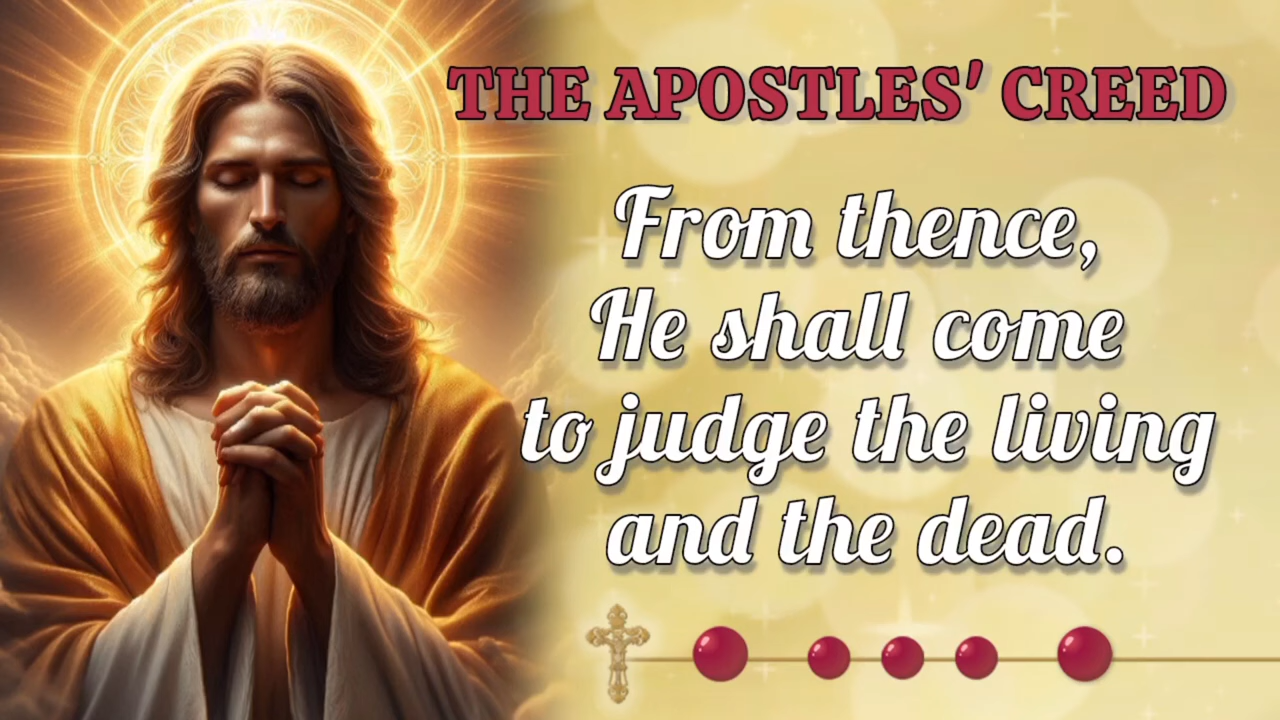 THE APOSTLES' CREED
From thence,
He shall come
to judge the living
and the dead.